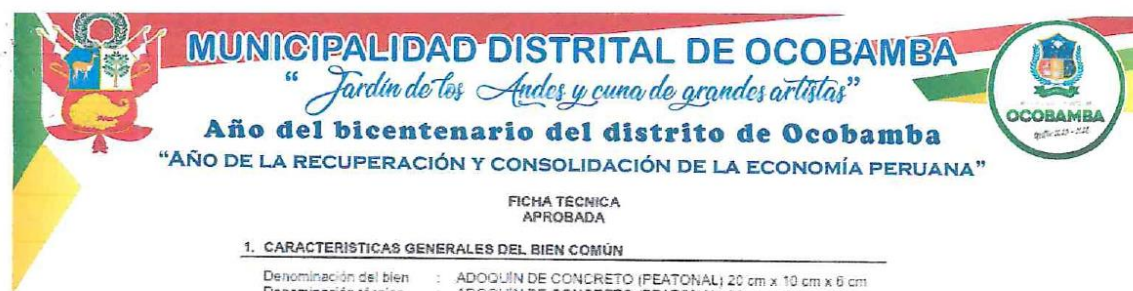 MUNICIPALIDAD DISTRITAL DE OCOBAMBA
“ Jardín de los Andes y cuna de grandes artistas”
Año del bicentenario del distrito de Ocobamba
“AÑO DE LA RECUPERACIÓN Y CONSOLIDACIÓN DE LA ECONOMÍA PERUANA”
OCOBAMBA
FICHA TÉCNICA
APROBADA
1. CARACTERISTICAS GENERALES DEL BIEN COMÚN
Denominación del bien : ADOQUÍN DE CONCRETO (PEATONAL) 20 cm x 10 cm x 6 cm